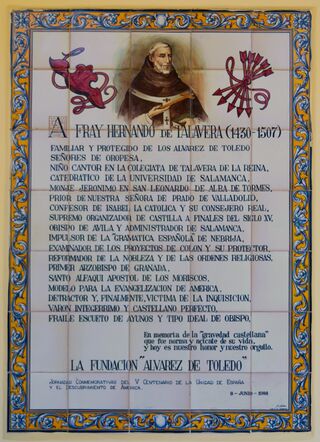 A FRAY HERNANDO DE TALAVERA (1430-1507)
FAMILIAR Y PROTEGIDO DE LOS ALVAREZ DE TOLEDO
SEÑORES DE OROPESA,
NIÑO CANTOR EN LA COLEGIATA DE TALAVERA DE LA REINA,
CATEDRATICO DE LA UNIVERSIDAD DE SALAMANCA,
MONJE JERONIMO EN SAN LEONARDO DE ALBA DE TORMES,
PRIOR DE NUESTRA SEÑORA DE PRADO DE VALLADOLID,
CONFESOR DE ISABEL LA CATOLICA Y SU CONSEJERO REAL,
SUPREMO ORGANIZADOR DE CASTILLA A FINALES DEL SIGLO XV,
OBISPO DE AVILA Y ADMINISTRADOR DE SALAMANCA,
IMPULSOR DE LA GRAMATICA ESPAÑOLA DE NEBRIJA,
EXAMINADOR DE LOS PROYECTOS DE COLON Y SU PROTECTOR,
REFORMADOR DE LA NOBLEZA Y DE LAS ORDENES RELIGIOSAS,
PRIMER ARZOBISPO DE GRANADA,
SANTO ALFAQUI APOSTOL DE LOS MORISCOS,
MODELO PARA LA EVANGELIZACION DE AMERICA,
DETRACTOR Y, FINALMENTE, VICTIMA DE LA INQUISICION,
VARON INTEGERRIMO Y CASTELLANO PERFECTO,
FRAILE ESCUETO DE AYUNOS Y TIPO IDEAL DE OBISPO,
En memoria de la "gravedad castellana"
que fue norma y acicate de su vida,
y hoy es nuestro honor y nuestro orgullo.
LA FUNDACION "ALVAREZ DE TOLEDO"
JORNADAS CONMEMORATIVAS DEL V CENTENARIO DE LA UNIDAD DE ESPAÑA
Y EL DESCUBRIMIENTO DE AMERICA.